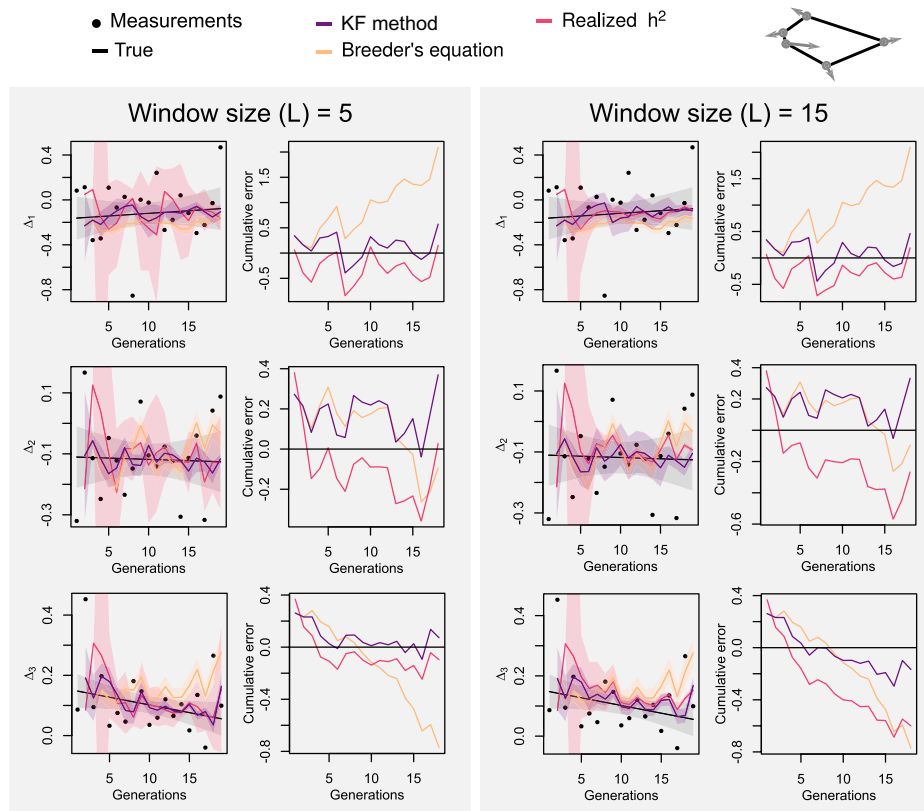 Measurements
True
KF method
Breeder's equation
Realized h²
Window size (L) = 5
Window size (L) = 15
Δ₁
0.4
0.0
-0.4
-0.8
5
10
15
Generations
Cumulative error
1.5
0.5
-0.5
5
10
15
Generations
Δ₁
0.4
0.0
-0.4
-0.8
5
10
15
Generations
Cumulative error
1.5
0.5
-0.5
5
10
15
Generations
Δ₂
0.1
-0.1
-0.3
5
10
15
Generations
Cumulative error
0.4
0.2
0.0
-0.2
5
10
15
Generations
Δ₂
0.1
-0.1
-0.3
5
10
15
Generations
Cumulative error
0.4
0.2
-0.2
-0.6
5
10
15
Generations
Δ₃
0.4
0.2
0.0
5
10
15
Generations
Cumulative error
0.4
0.0
-0.4
-0.8
5
10
15
Generations
Δ₃
0.4
0.2
0.0
5
10
15
Generations
Cumulative error
0.4
0.0
-0.4
-0.8
5
10
15
Generations